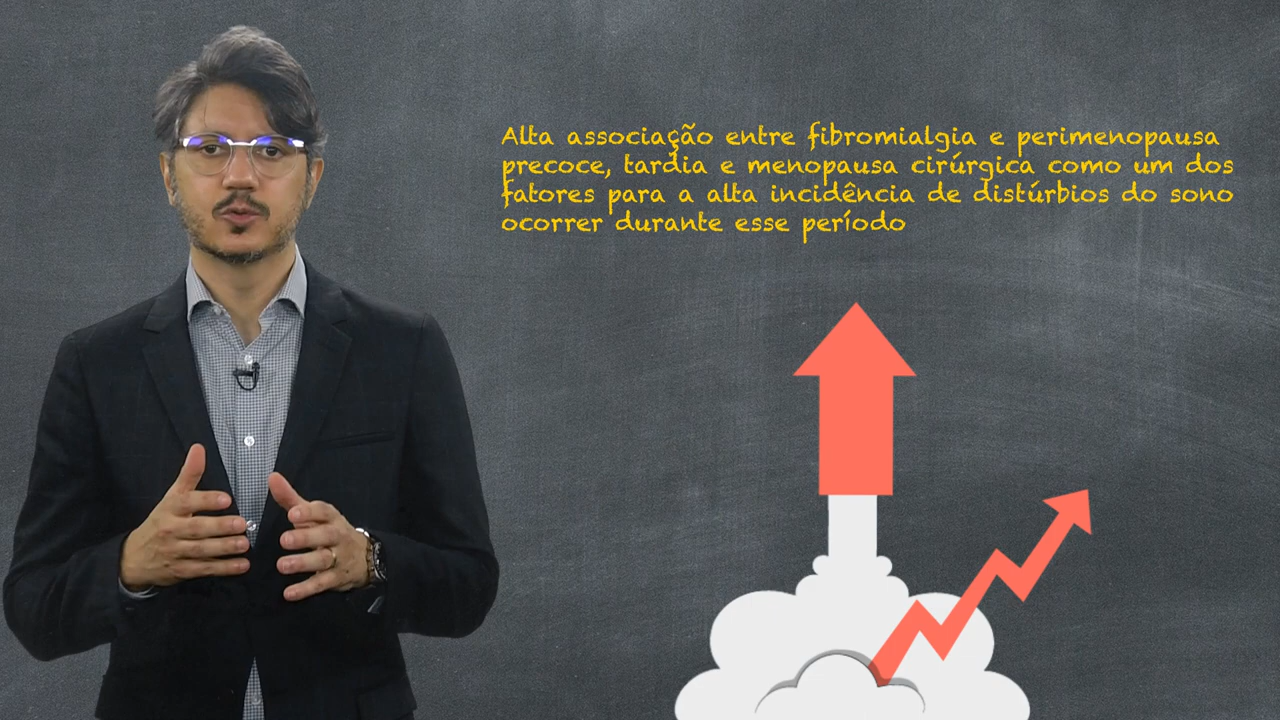 Alta associação entre fibromialgia e perimenopausa
precoce, tardia e menopausa cirúrgica como um dos
fatores para a alta incidência de distúrbios do sono
ocorrer durante esse período